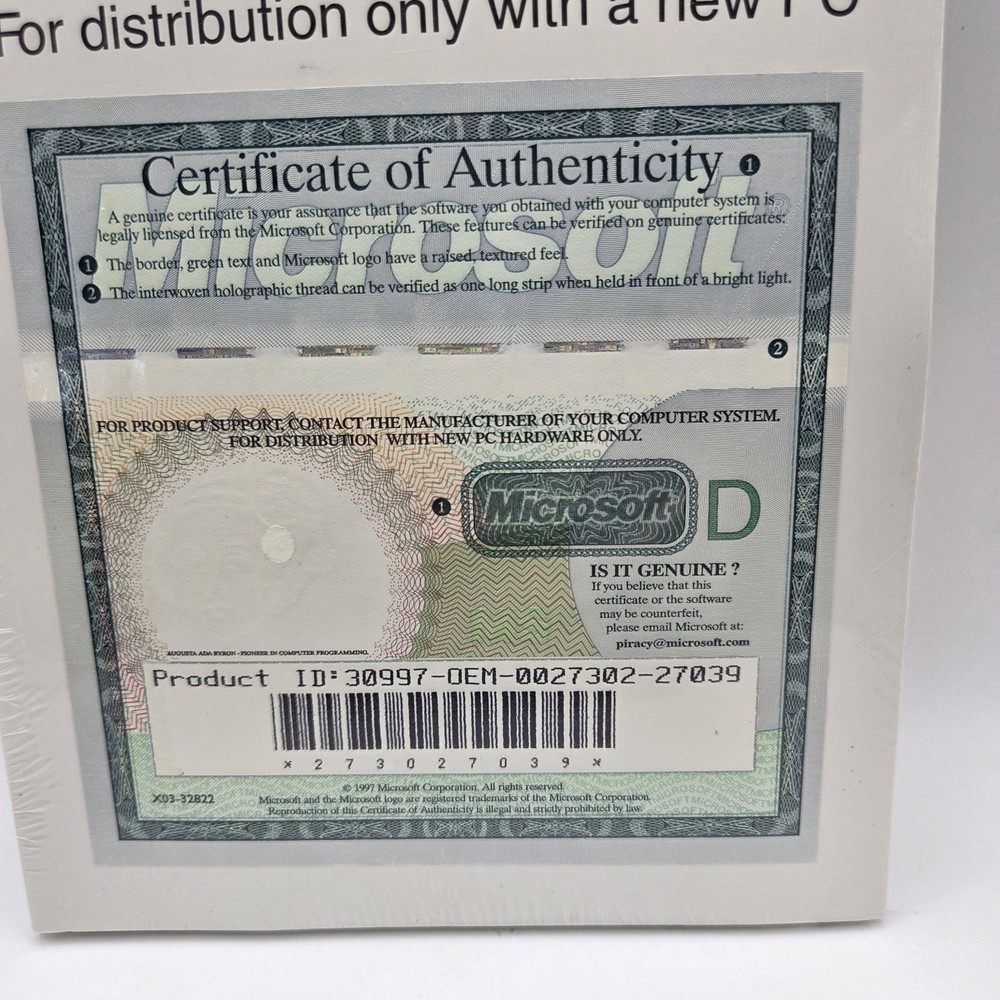 For distribution only with a new PC
Certificate of Authenticity 1
Microsoft®
A genuine certificate is your assurance that the software you obtained with your computer system is
legally licensed from the Microsoft Corporation. These features can be verified on genuine certificates:
1 The border, green text and Microsoft logo have a raised, textured feel.
2 The interwoven holographic thread can be verified as one long strip when held in front of a bright light.
2
FOR PRODUCT SUPPORT, CONTACT THE MANUFACTURER OF YOUR COMPUTER SYSTEM.
FOR DISTRIBUTION WITH NEW PC HARDWARE ONLY.
1 Microsoft D
IS IT GENUINE ?
If you believe that this
certificate or the software
may be counterfeit,
please email Microsoft at:
piracy@microsoft.com
AUGUSTA ADA BYRON - PIONEER IN COMPUTER PROGRAMMING.
Product ID:30997-OEM-0027302-27039
*273027039*
© 1997 Microsoft Corporation. All rights reserved.
X03-32822 Microsoft and the Microsoft logo are registered trademarks of the Microsoft Corporation.
Reproduction of this Certificate of Authenticity is illegal and strictly prohibited by law.